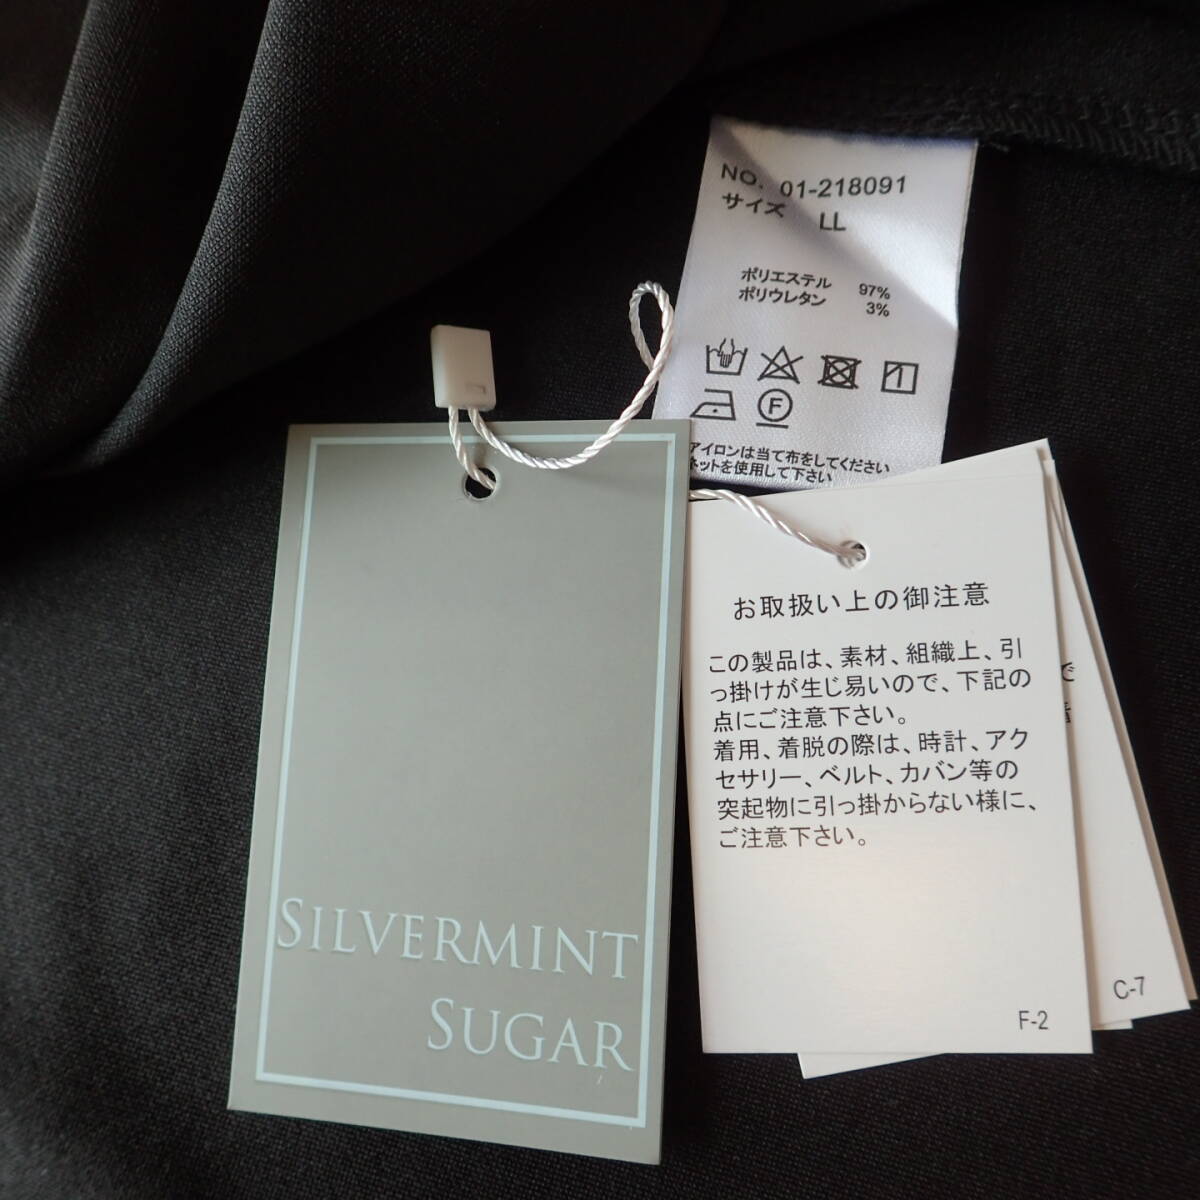 NO. 01-218091
サイズ LL
ポリエステル 97%
ポリウレタン 3%
F
アイロンは当て布をしてください
ネットを使用して下さい
SILVERMINT
SUGAR
お取扱い上の御注意
この製品は、素材、組織上、引
っ掛けが生じ易いので、下記の
点にご注意下さい。
着用、着脱の際は、時計、アク
セサリー、ベルト、カバン等の
突起物に引っ掛からない様に、
ご注意下さい。
F-2
で
C-7